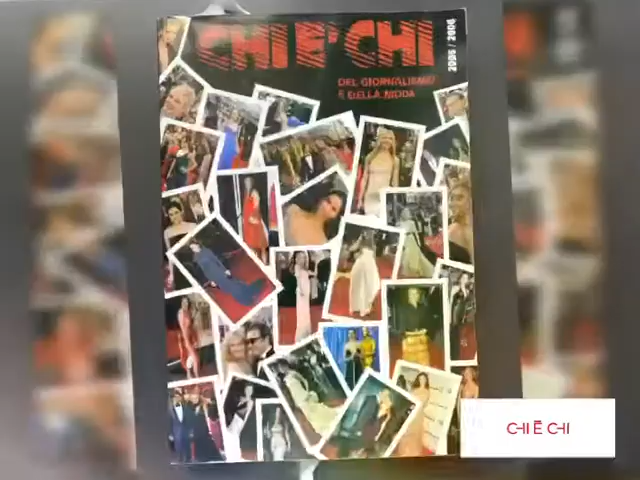 CHI E' CHI
2005 / 2006
DEL GIORNALISMO
E DELLA MODA
CHI È CHI